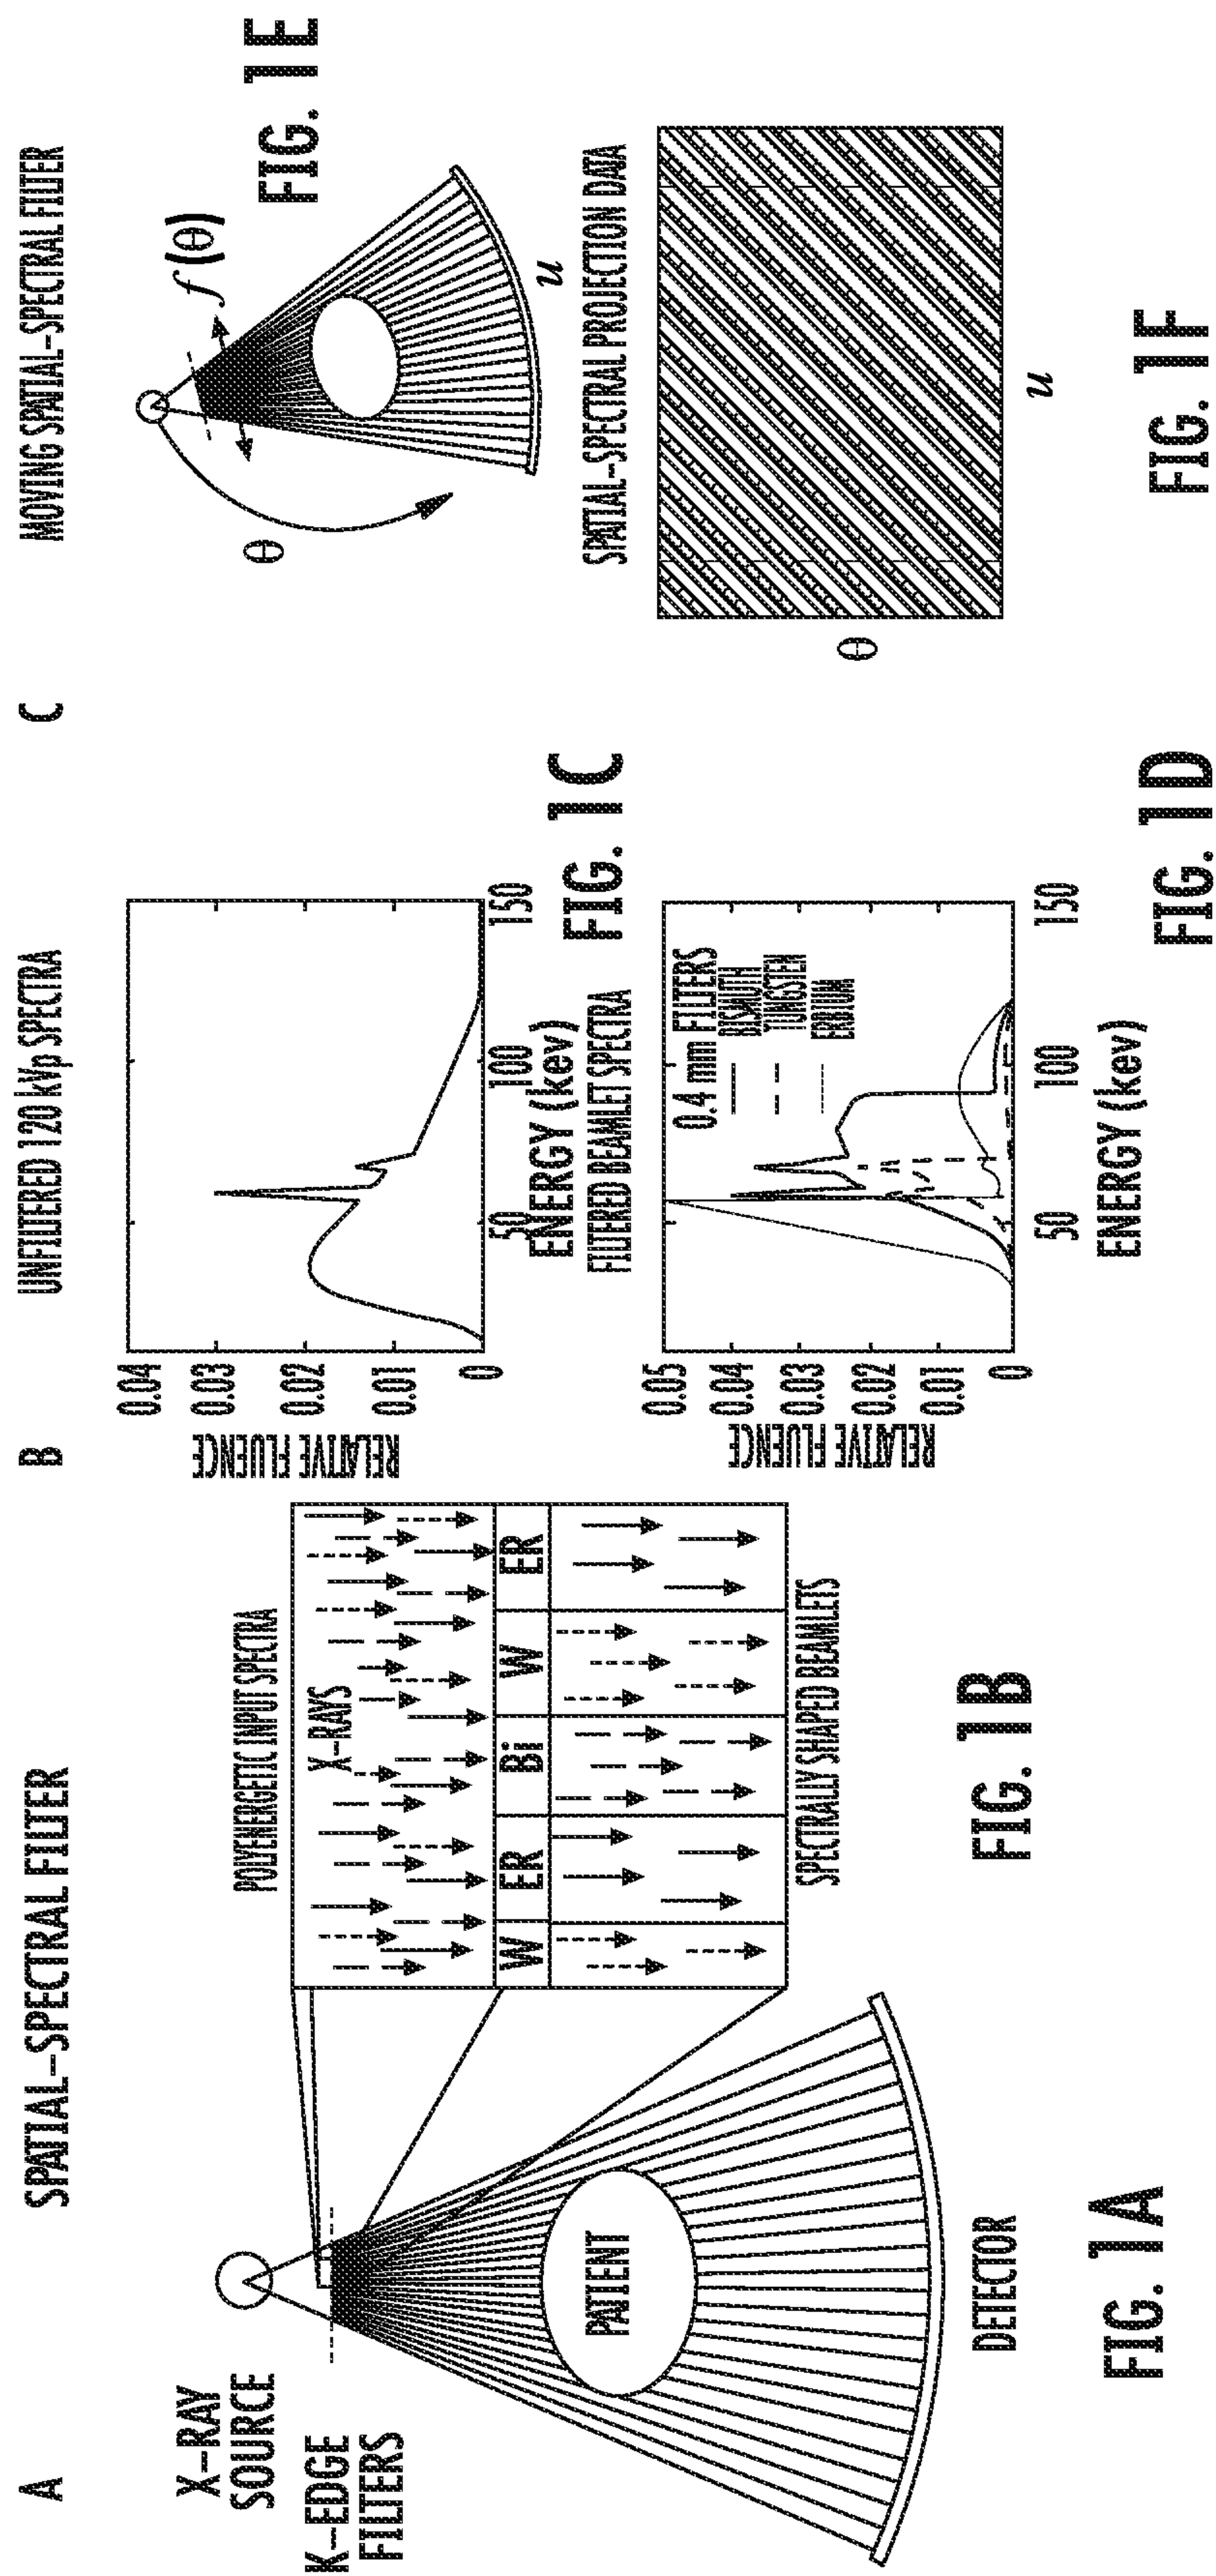 A
SPATIAL-SPECTRAL FILTER
X-RAY
SOURCE
K-EDGE
FILTERS
PATIENT
DETECTOR
FIG. 1A
POLYENERGETIC INPUT SPECTRA
X-RAYS
W
ER
Bi
W
ER
SPECTRALLY SHAPED BEAMLETS
FIG. 1B
B
UNFILTERED 120 kVp SPECTRA
RELATIVE FLUENCE
0.04
0.03
0.02
0.01
0
50
100
150
ENERGY (kev)
FIG. 1C
FILTERED BEAMLET SPECTRA
RELATIVE FLUENCE
0.05
0.04
0.03
0.02
0.01
0
0.4 mm FILTERS
BISMUTH
TUNGSTEN
ERBIUM
50
100
150
ENERGY (kev)
FIG. 1D
C
MOVING SPATIAL-SPECTRAL FILTER
θ
f(θ)
u
FIG. 1E
SPATIAL-SPECTRAL PROJECTION DATA
θ
u
FIG. 1F